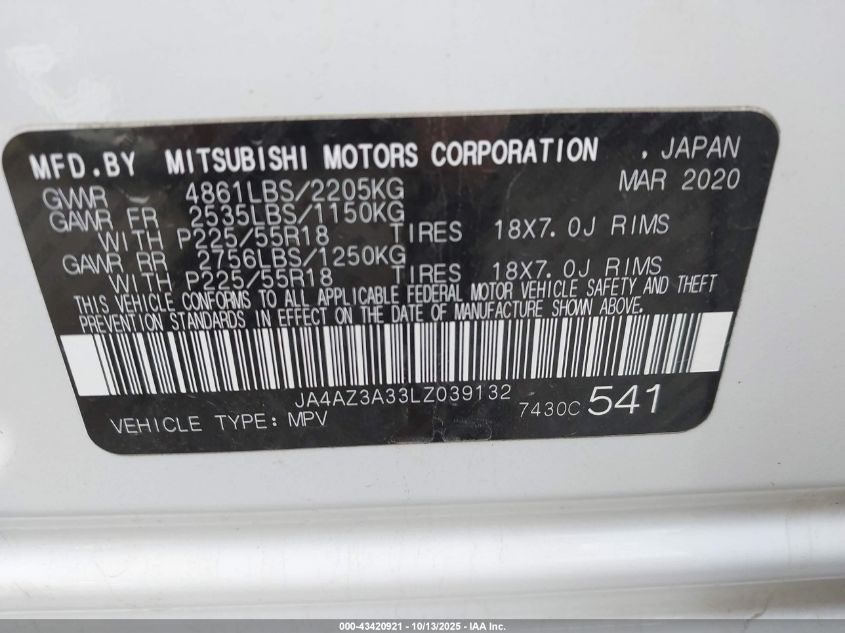 MFD.BY MITSUBISHI MOTORS CORPORATION , JAPAN
GVWR 4861LBS/2205KG MAR 2020
GAWR FR 2535LBS/1150KG
WITH P225/55R18 TIRES 18X7.0J RIMS
GAWR RR 2756LBS/1250KG
WITH P225/55R18 TIRES 18X7.0J RIMS
THIS VEHICLE CONFORMS TO ALL APPLICABLE FEDERAL MOTOR VEHICLE SAFETY AND THEFT
PREVENTION STANDARDS IN EFFECT ON THE DATE OF MANUFACTURE SHOWN ABOVE.
JA4AZ3A33LZ039132
VEHICLE TYPE: MPV 7430C 541
000-43420921 - 10/13/2025 - IAA Inc.